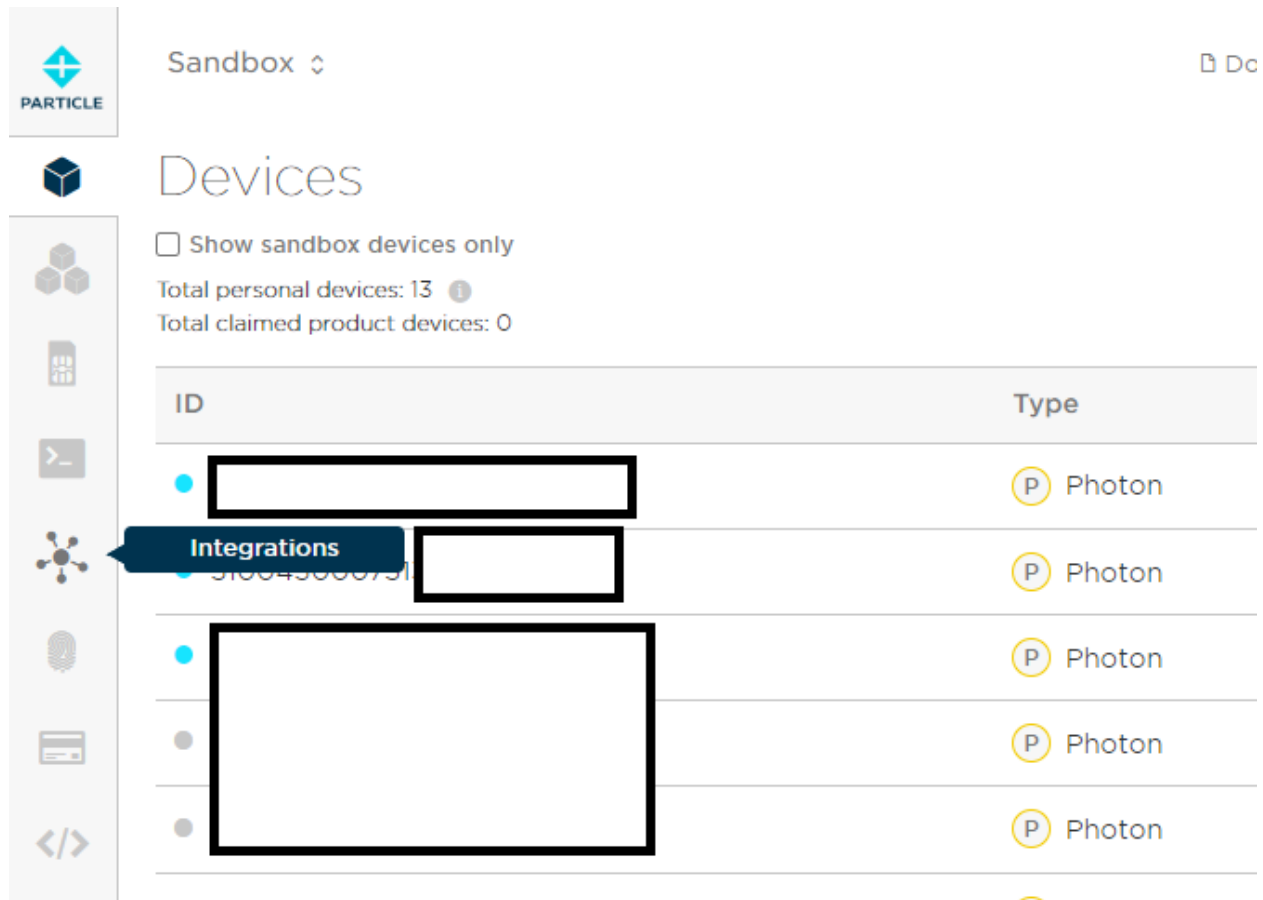 PARTICLE
Sandbox
Do
Devices
Show sandbox devices only
Total personal devices: 13
Total claimed product devices: 0
ID Type
P Photon
Integrations
P Photon
P Photon
P Photon
P Photon